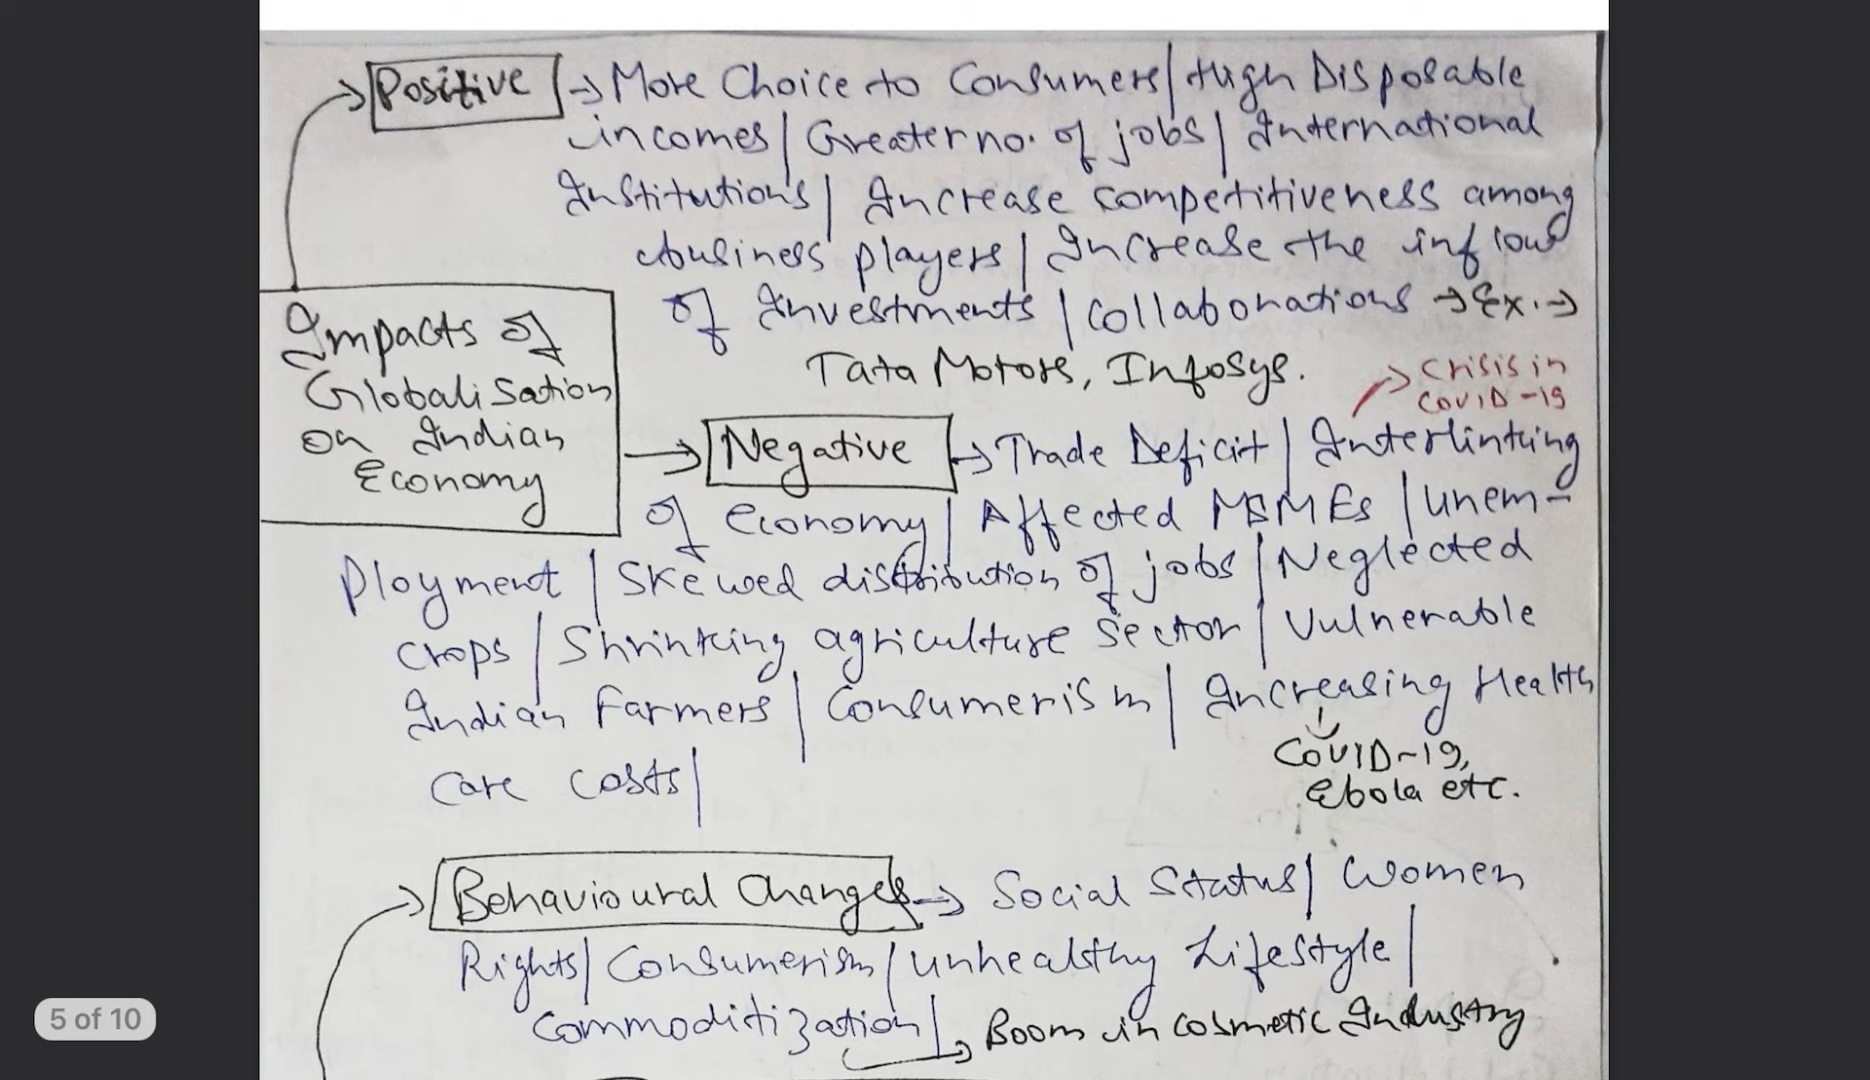 Positive → More Choice to Consumers/High Disposable
incomes/Greater no. of jobs/International
Institutions/Increase competitiveness among
business players/Increase the inflow
of Investments/collaborations → Ex. →
Tata Motors, Infosys.
Impacts of
Globalisation
on Indian
Economy
→ Crisis in
COVID-19
→ Negative → Trade Deficit/Interlinking
of economy/Affected MSMEs/Unem-
ployment/Skewed distribution of jobs/Neglected
crops/Shrinking agriculture sector/Vulnerable
Indian Farmers/Consumerism/Increasing Health
care costs/
COVID-19,
Ebola etc.
→ Behavioural Changes → Social Status/Women
Rights/Consumerism/Unhealthy Lifestyle/
Commoditization/ → Boom in cosmetic Industry
5 of 10